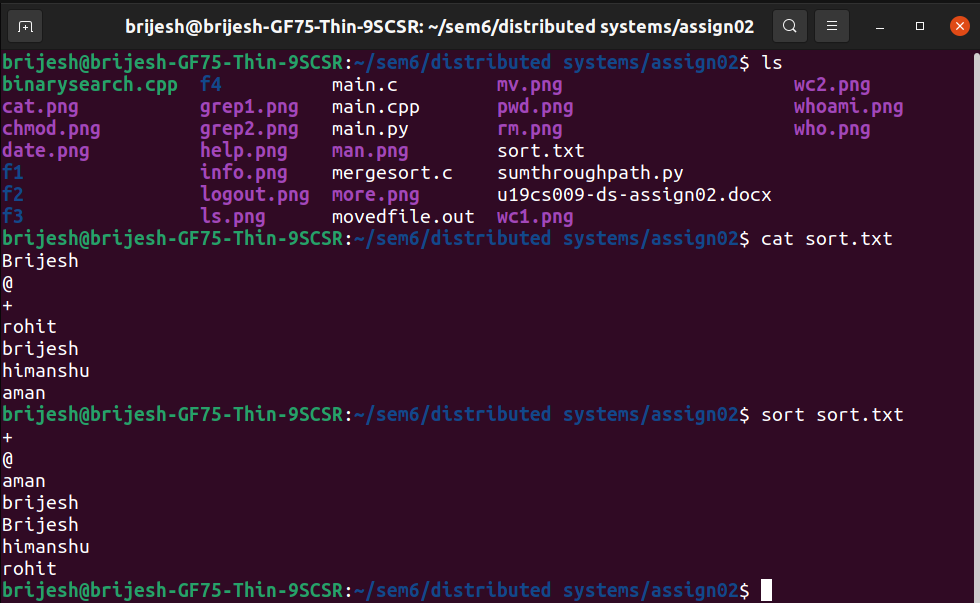 brijesh@brijesh-GF75-Thin-9SCSR: ~/sem6/distributed systems/assign02
brijesh@brijesh-GF75-Thin-9SCSR:~/sem6/distributed systems/assign02$ ls
binarysearch.cpp f4 main.c mv.png wc2.png
cat.png grep1.png main.cpp pwd.png whoami.png
chmod.png grep2.png main.py rm.png who.png
date.png help.png man.png sort.txt
f1 info.png mergesort.c sumthroughpath.py
f2 logout.png more.png u19cs009-ds-assign02.docx
f3 ls.png movedfile.out wc1.png
brijesh@brijesh-GF75-Thin-9SCSR:~/sem6/distributed systems/assign02$ cat sort.txt
Brijesh
@
+
rohit
brijesh
himanshu
aman
brijesh@brijesh-GF75-Thin-9SCSR:~/sem6/distributed systems/assign02$ sort sort.txt
+
@
aman
brijesh
Brijesh
himanshu
rohit
brijesh@brijesh-GF75-Thin-9SCSR:~/sem6/distributed systems/assign02$